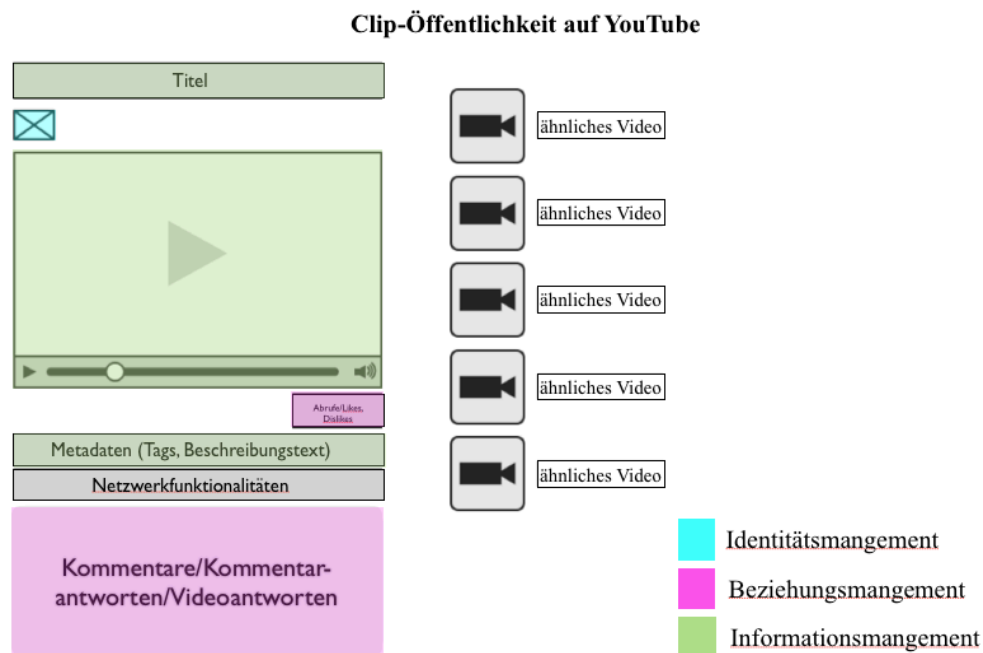 Clip-Öffentlichkeit auf YouTube
Titel
Abrufe/Likes,
Dislikes
Metadaten (Tags, Beschreibungstext)
Netzwerkfunktionalitäten
Kommentare/Kommentar-
antworten/Videoantworten
ähnliches Video
ähnliches Video
ähnliches Video
ähnliches Video
ähnliches Video
Identitätsmangement
Beziehungsmangement
Informationsmangement